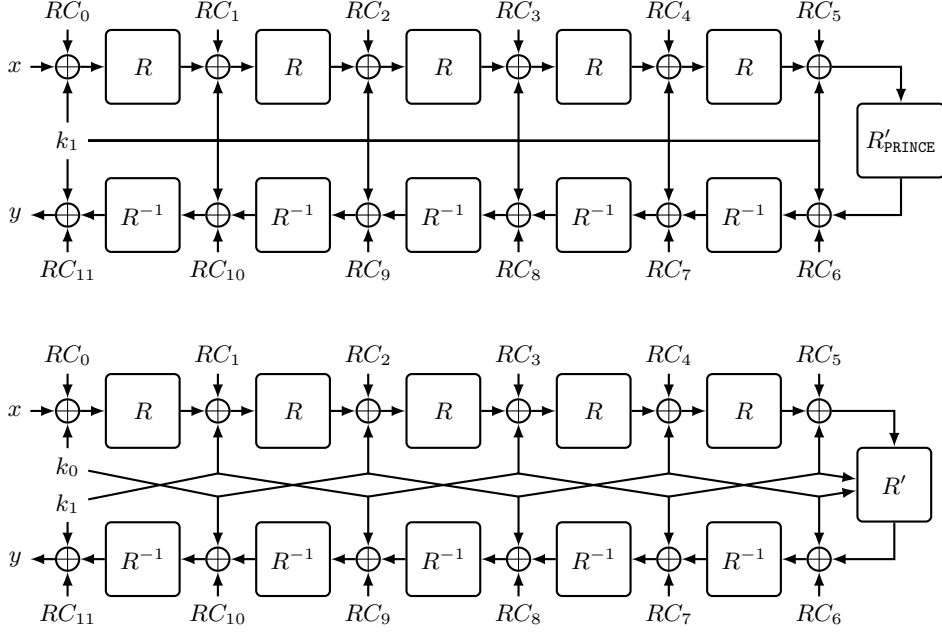 RC₀ RC₁ RC₂ RC₃ RC₄ RC₅
x R R R R R
k₁ R′PRINCE
y R⁻¹ R⁻¹ R⁻¹ R⁻¹ R⁻¹
RC₁₁ RC₁₀ RC₉ RC₈ RC₇ RC₆
RC₀ RC₁ RC₂ RC₃ RC₄ RC₅
x R R R R R
k₀
R′
k₁
y R⁻¹ R⁻¹ R⁻¹ R⁻¹ R⁻¹
RC₁₁ RC₁₀ RC₉ RC₈ RC₇ RC₆